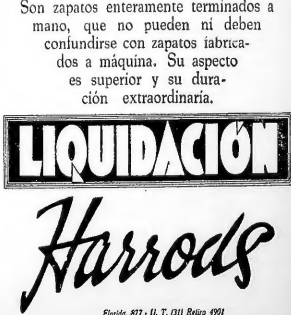 Son zapatos enteramente terminados a
mano, que no pueden ni deben
confundirse con zapatos fabrica-
dos a máquina. Su aspecto
es superior y su dura-
ción extraordinaria.
LIQUIDACIÓN
Harrods
Florida 877 - U. T. (31) Retiro 4901